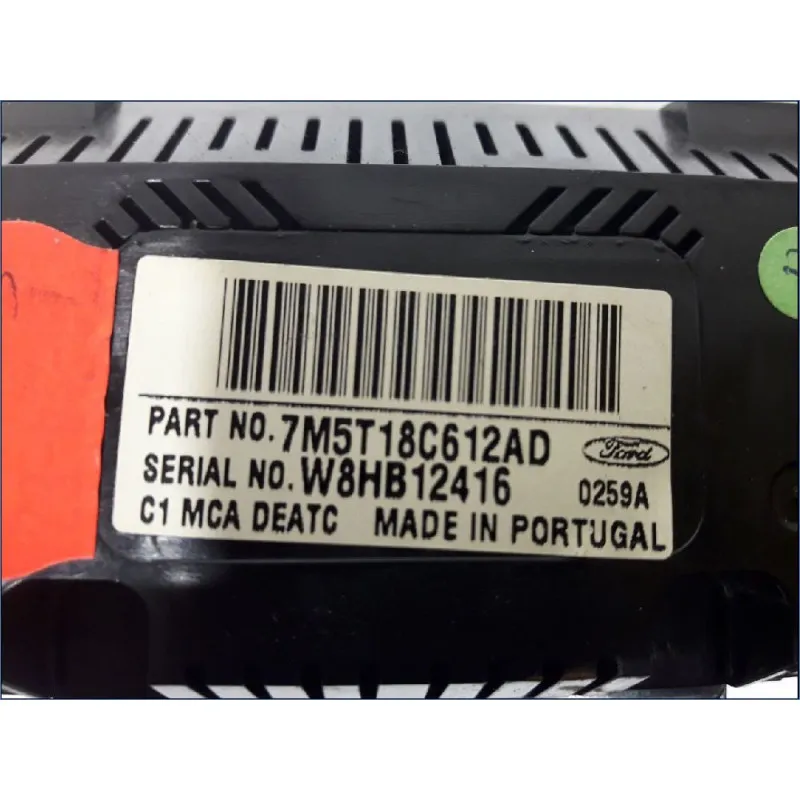 PART NO. 7M5T18C612AD
Ford
SERIAL NO. W8HB12416
0259A
C1 MCA DEATC MADE IN PORTUGAL